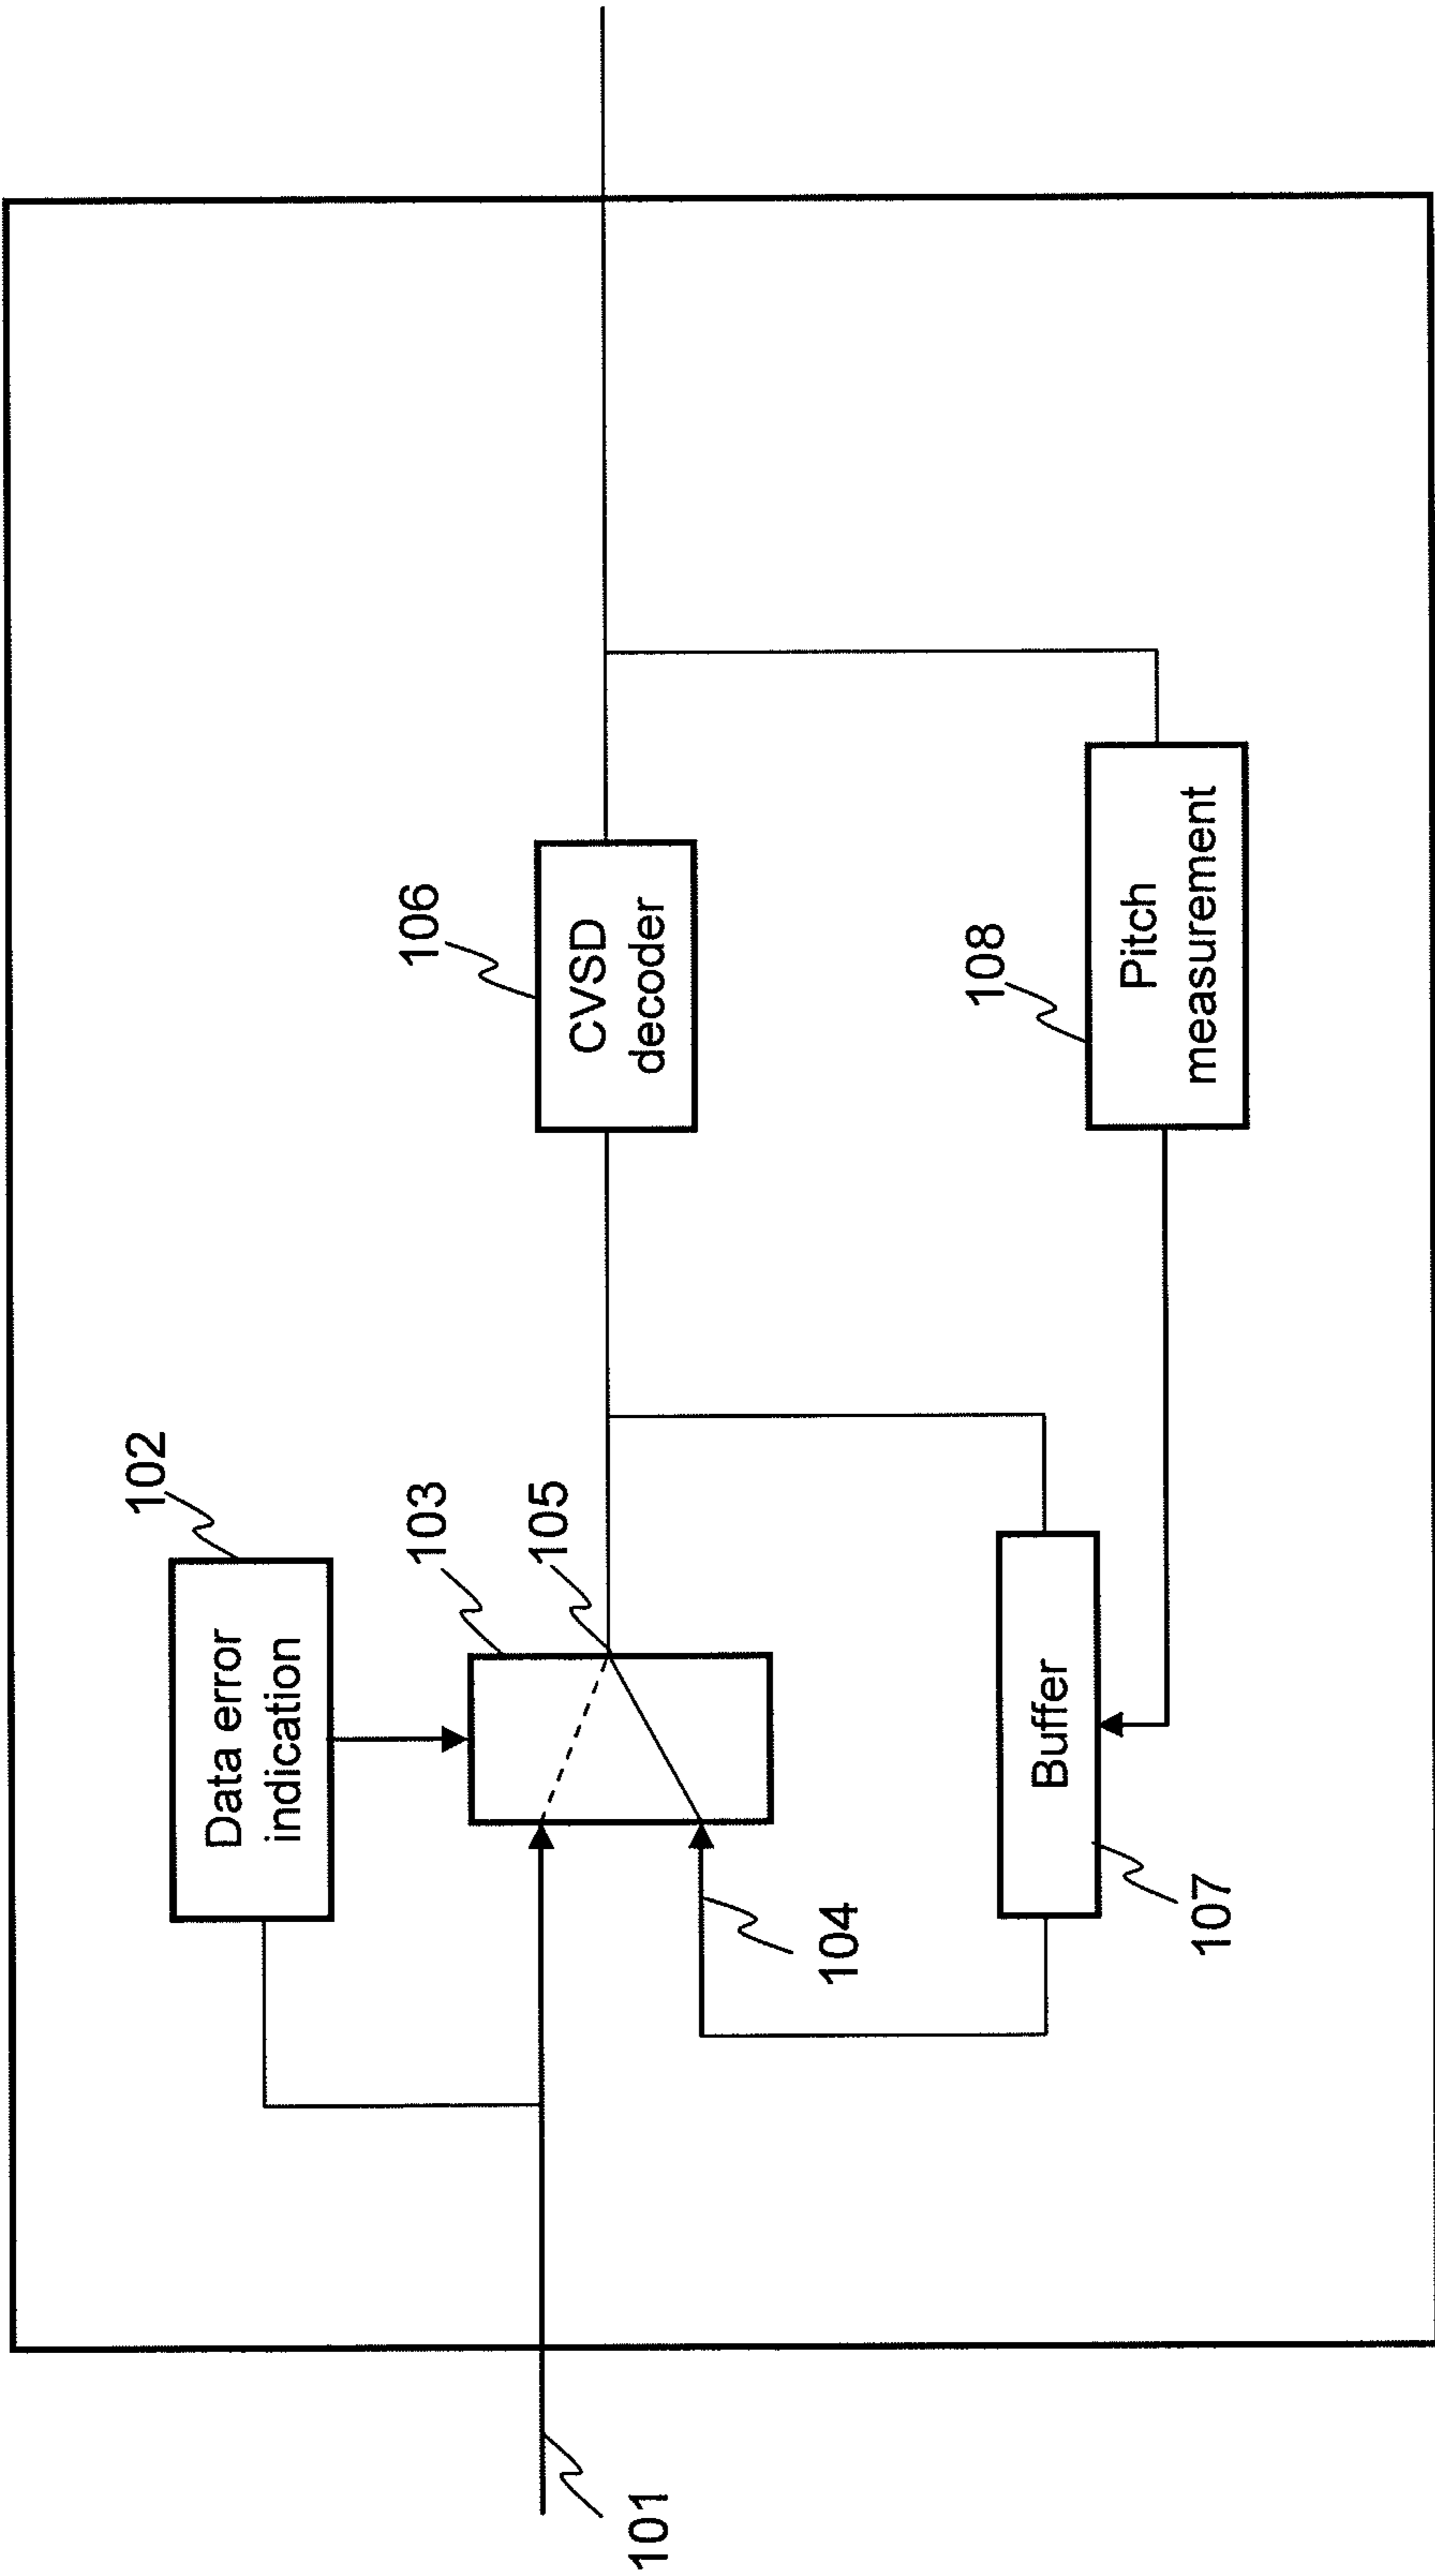 102
Data error
indication
103
105
106
CVSD
decoder
101
104
107
Buffer
108
Pitch
measurement